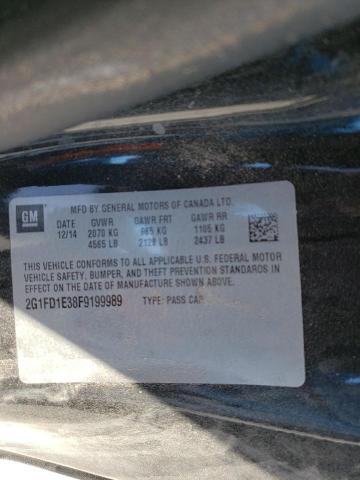 GM
MFD BY GENERAL MOTORS OF CANADA LTD.
DATE GVWR GAWR FRT GAWR RR
12/14 2070 KG 965 KG 1105 KG
4565 LB 2128 LB 2437 LB
THIS VEHICLE CONFORMS TO ALL APPLICABLE U.S. FEDERAL MOTOR
VEHICLE SAFETY, BUMPER, AND THEFT PREVENTION STANDARDS IN
EFFECT ON THE DATE OF MANUFACTURE SHOWN ABOVE.
2G1FD1E38F9199989 TYPE: PASS CAR